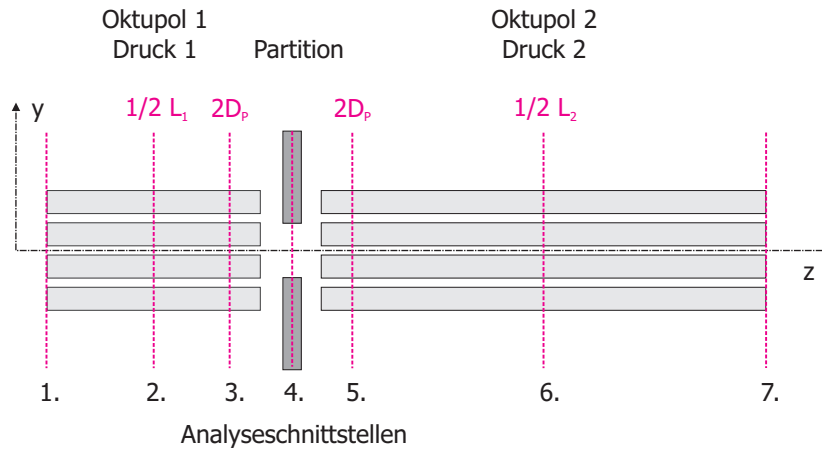 Oktupol 1
Druck 1
Partition
Oktupol 2
Druck 2
y
1/2 L₁
2Dₚ
2Dₚ
1/2 L₂
z
1.
2.
3.
4.
5.
6.
7.
Analyseschnittstellen